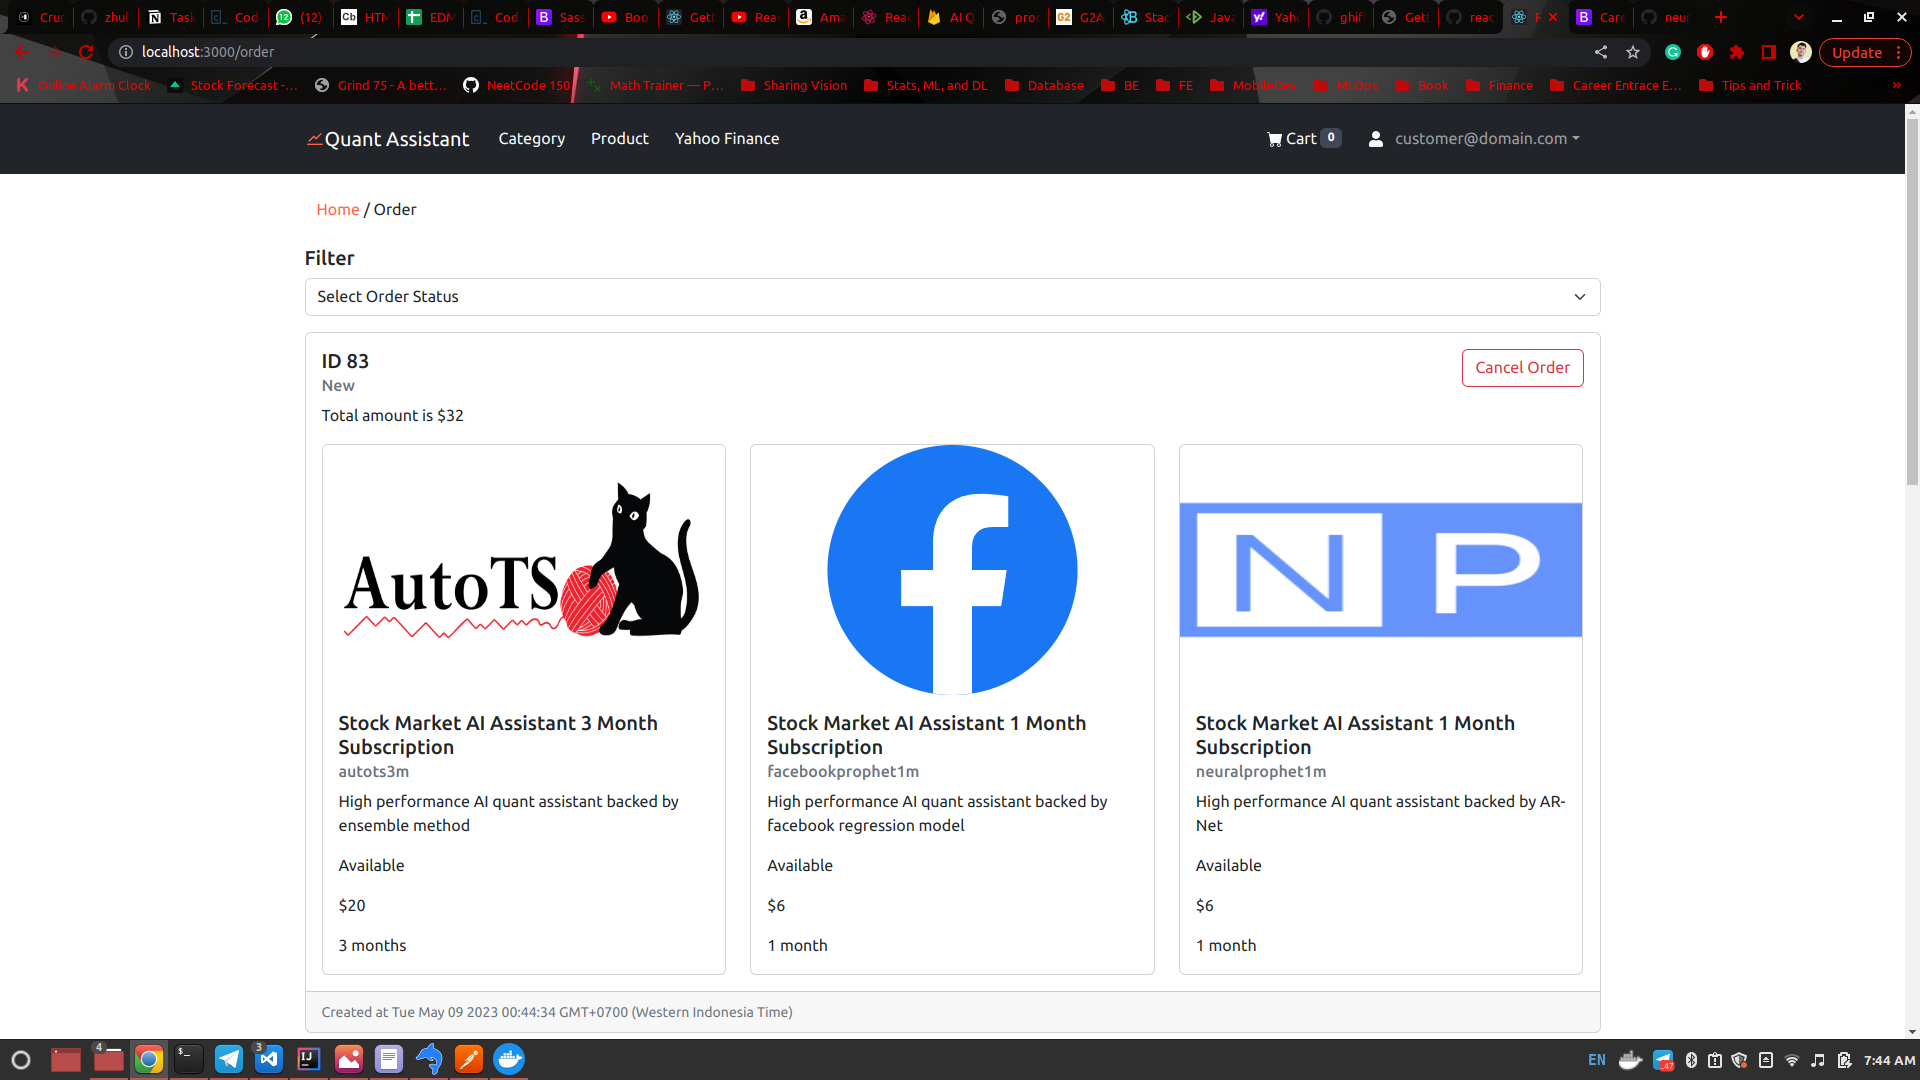 Crun
zhul
Task
Cod
(12)
Cb
HTM
EDM
Cod
Sass
Boo
Gett
Reac
Ama
Reac
AI Q
proc
G2A
Stac
Java
Yaho
ghif
Gett
reac
R
Card
neur
localhost:3000/order
Update
Online Alarm Clock
Stock Forecast -...
Grind 75 - A bett...
NeetCode 150
Math Trainer — P...
Sharing Vision
Stats, ML, and DL
Database
BE
FE
MobileDev
MLOps
Book
Finance
Career Entrace E...
Tips and Trick
»
Quant Assistant
Category
Product
Yahoo Finance
Cart 0
customer@domain.com
Home / Order
Filter
Select Order Status
ID 83
New
Cancel Order
Total amount is $32
AutoTS
N P
Stock Market AI Assistant 3 Month
Subscription
autots3m
High performance AI quant assistant backed by
ensemble method
Available
$20
3 months
Stock Market AI Assistant 1 Month
Subscription
facebookprophet1m
High performance AI quant assistant backed by
facebook regression model
Available
$6
1 month
Stock Market AI Assistant 1 Month
Subscription
neuralprophet1m
High performance AI quant assistant backed by AR-
Net
Available
$6
1 month
Created at Tue May 09 2023 00:44:34 GMT+0700 (Western Indonesia Time)
4
3
IJ
EN
47
7:44 AM